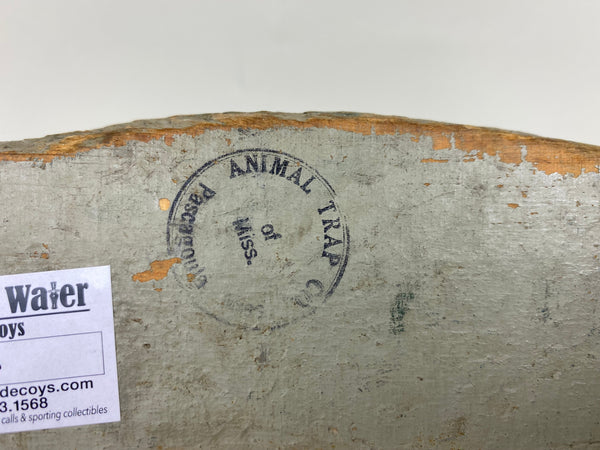 ANIMAL TRAP CO.
of
MISS.
Pascagoula
Water
oys
decoys.com
3.1568
calls & sporting collectibles